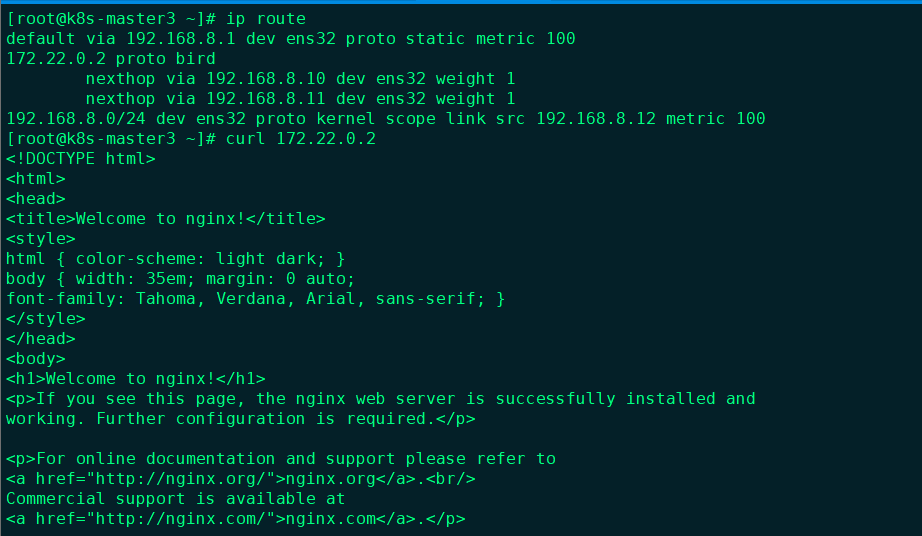 [root@k8s-master3 ~]# ip route
default via 192.168.8.1 dev ens32 proto static metric 100
172.22.0.2 proto bird
        nexthop via 192.168.8.10 dev ens32 weight 1
        nexthop via 192.168.8.11 dev ens32 weight 1
192.168.8.0/24 dev ens32 proto kernel scope link src 192.168.8.12 metric 100
[root@k8s-master3 ~]# curl 172.22.0.2
<!DOCTYPE html>
<html>
<head>
<title>Welcome to nginx!</title>
<style>
html { color-scheme: light dark; }
body { width: 35em; margin: 0 auto;
font-family: Tahoma, Verdana, Arial, sans-serif; }
</style>
</head>
<body>
<h1>Welcome to nginx!</h1>
<p>If you see this page, the nginx web server is successfully installed and
working. Further configuration is required.</p>

<p>For online documentation and support please refer to
<a href="http://nginx.org/">nginx.org</a>.<br/>
Commercial support is available at
<a href="http://nginx.com/">nginx.com</a>.</p>